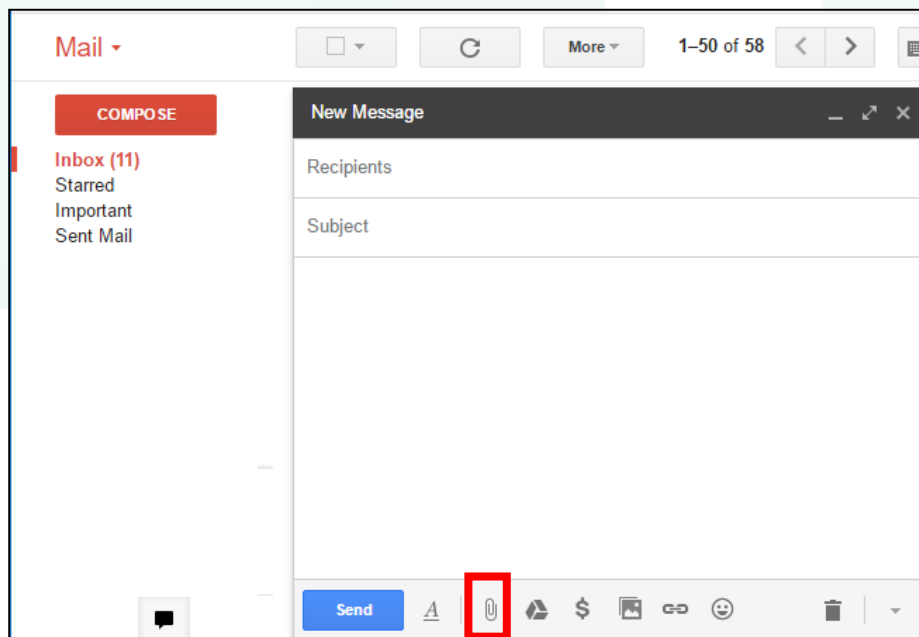 Mail
More
1–50 of 58
COMPOSE
New Message
Inbox (11)
Starred
Important
Sent Mail
Recipients
Subject
Send
A
$